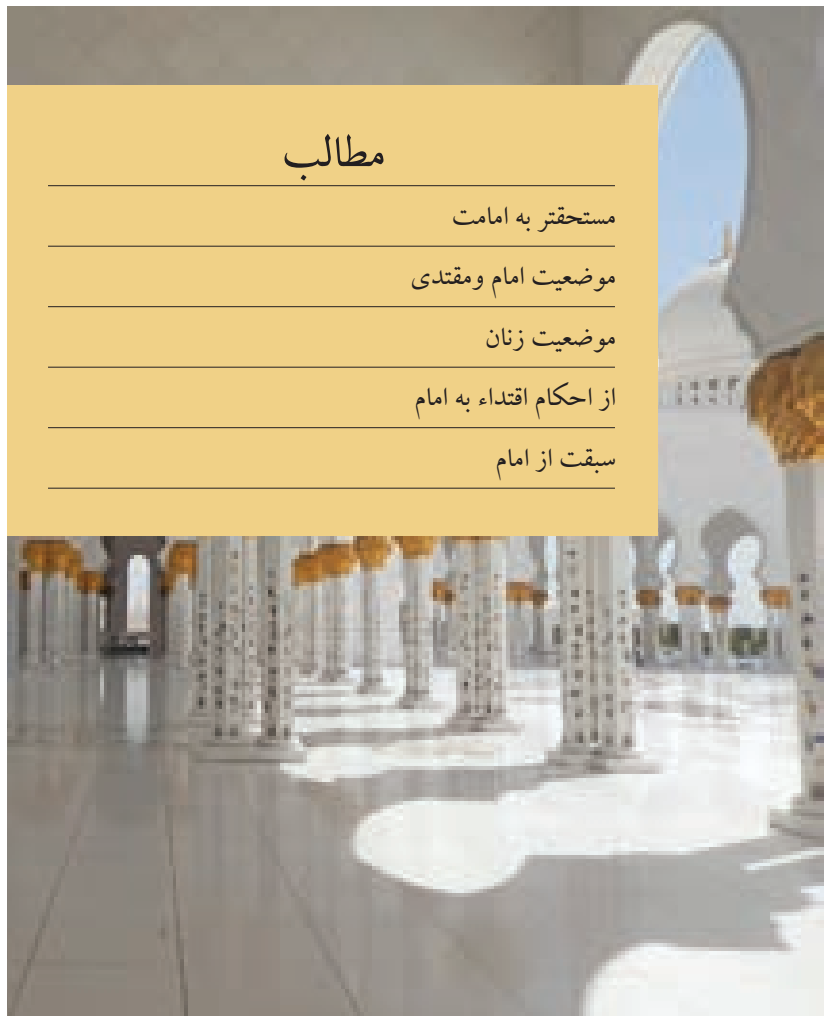 مطالب
مستحقتر به امامت
موضعیت امام ومقتدی
موضعیت زنان
از احکام اقتداء به امام
سبقت از امام